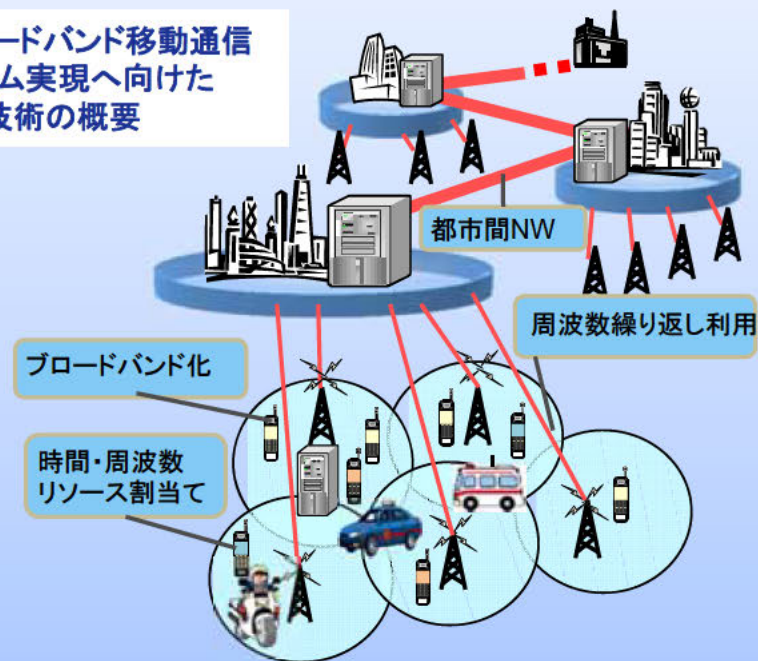 ードバンド移動通信
ム実現へ向けた
技術の概要
都市間NW
周波数繰り返し利用
ブロードバンド化
時間・周波数
リソース割当て